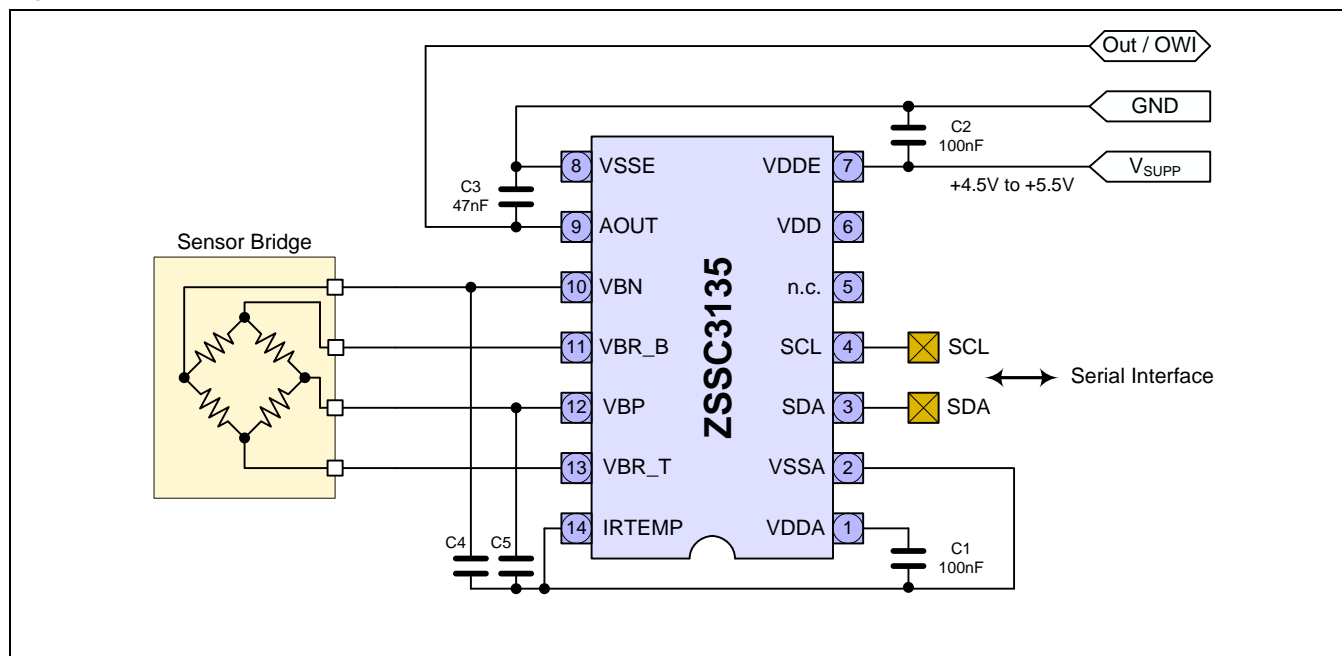 Out / OWI
GND
C2
100nF
V_SUPP
+4.5V to +5.5V
C3
47nF
Sensor Bridge
8 VSSE
9 AOUT
10 VBN
11 VBR_B
12 VBP
13 VBR_T
14 IRTEMP
ZSSC3135
VDDE 7
VDD 6
n.c. 5
SCL 4
SDA 3
VSSA 2
VDDA 1
SCL
Serial Interface
SDA
C4
C5
C1
100nF